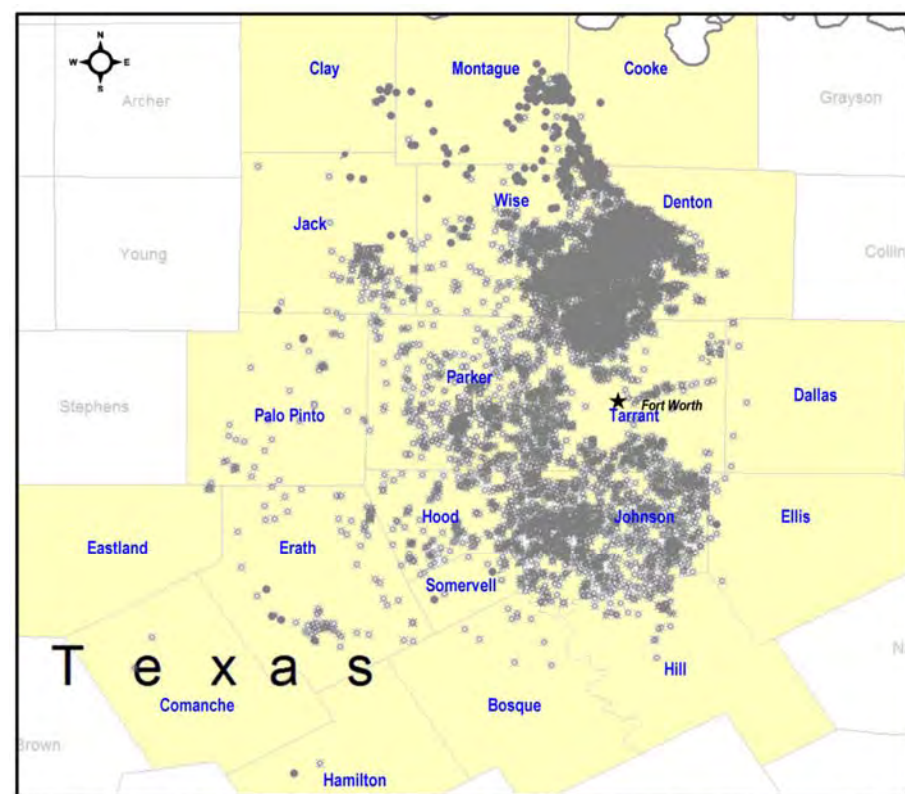 N
W E
S
Clay
Montague
Cooke
Archer
Grayson
Wise
Denton
Jack
Young
Collin
Parker
Stephens
Palo Pinto
Fort Worth
Tarrant
Dallas
Hood
Johnson
Ellis
Eastland
Erath
Somervell
Texas
N
Hill
Comanche
Bosque
Brown
Hamilton